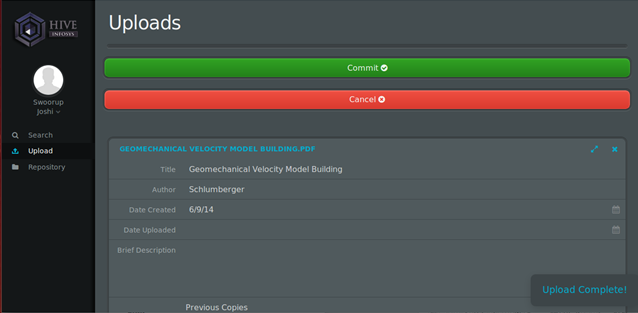 HIVE
INFOSYS
Swoorup
Joshi
Search
Upload
Repository
Uploads
Commit
Cancel
GEOMECHANICAL VELOCITY MODEL BUILDING.PDF
Title Geomechanical Velocity Model Building
Author Schlumberger
Date Created 6/9/14
Date Uploaded
Brief Description
Upload Complete!
Previous Copies